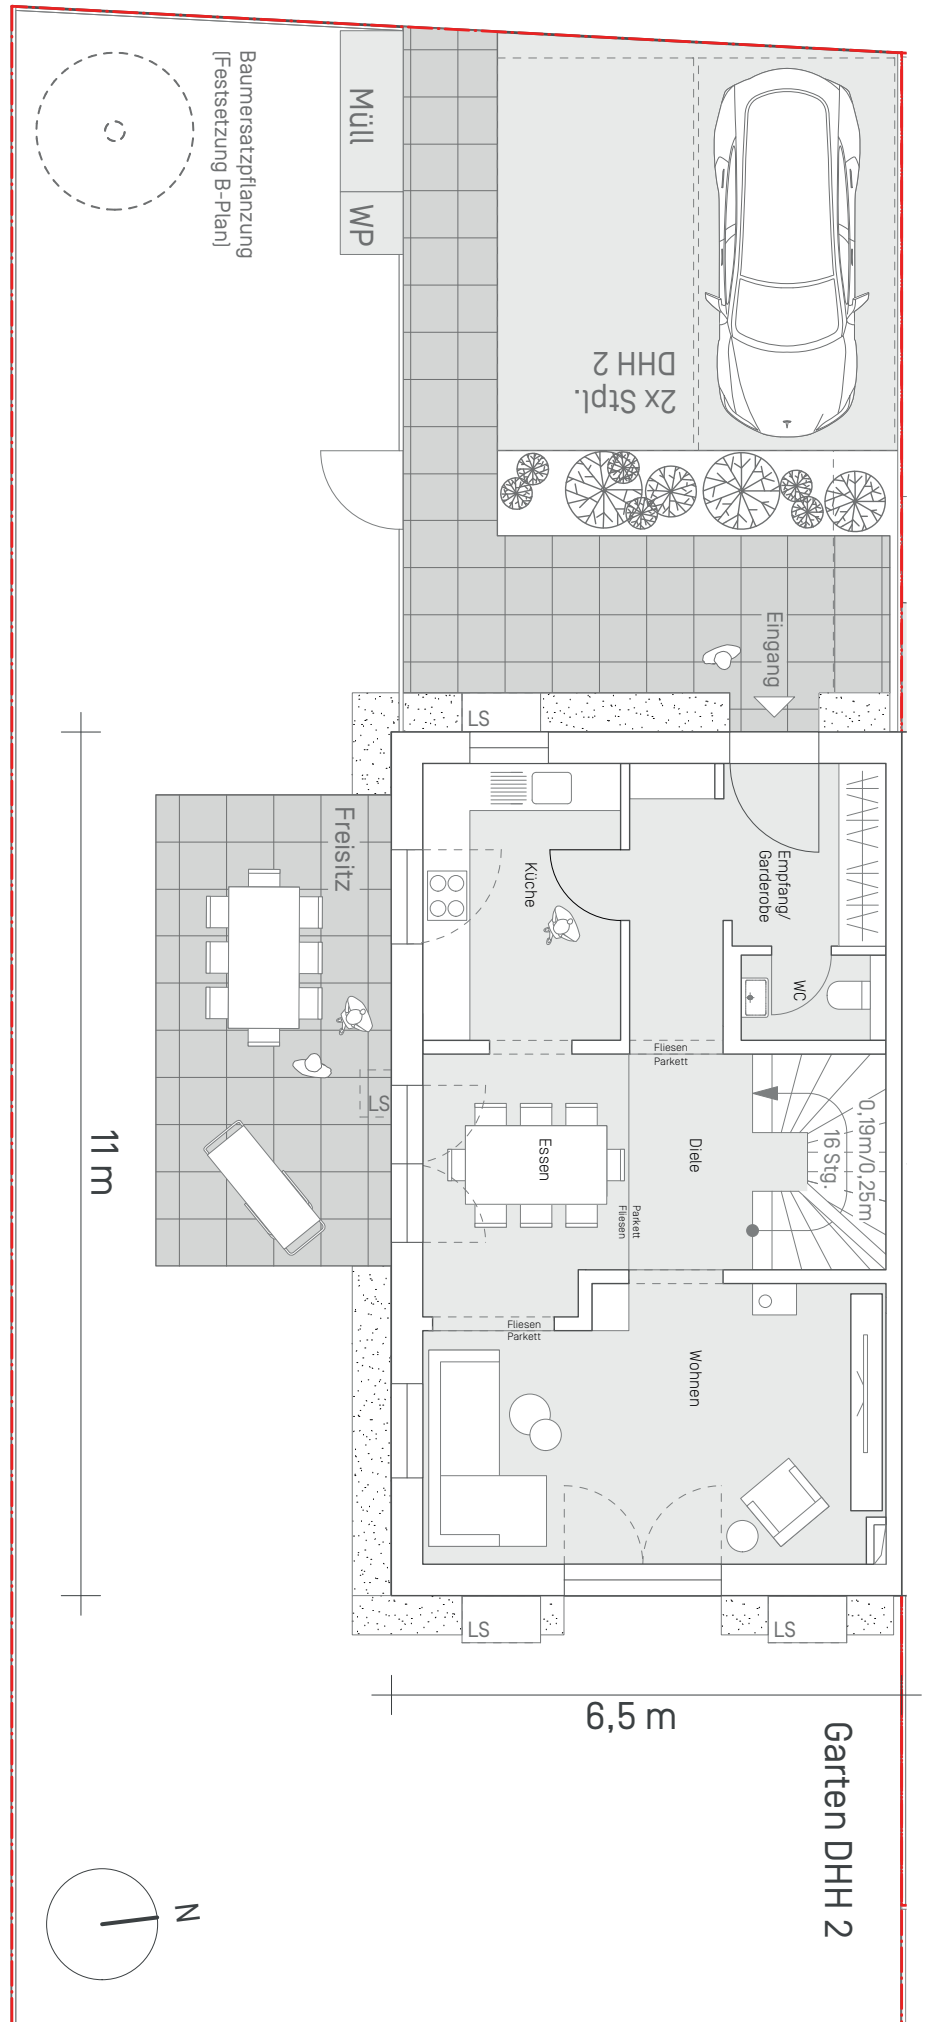 Baumersatzpflanzung
(Festsetzung B-Plan)
Müll
WP
2x Stpl.
DHH 2
Eingang
LS
Freisitz
Küche
Empfang/
Garderobe
WC
Fliesen
Parkett
LS
Essen
Diele
0,19m/0,25m
16 Stg.
Parkett
Fliesen
11 m
Fliesen
Parkett
Wohnen
LS
LS
6,5 m
Garten DHH 2
N